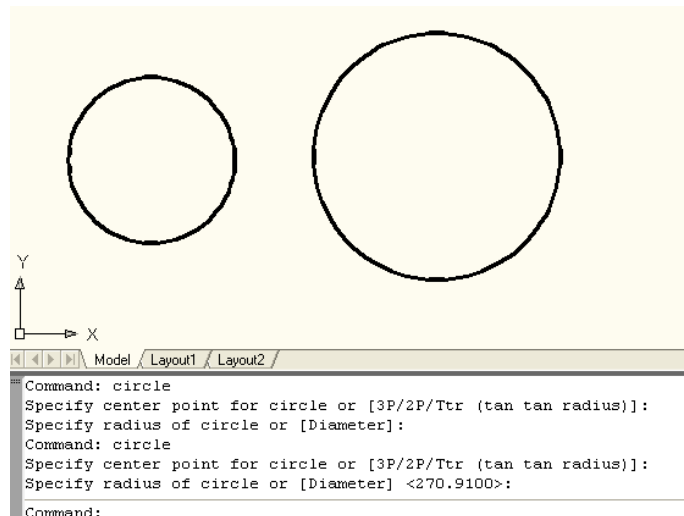 Y
X
Model Layout1 Layout2
Command: circle
Specify center point for circle or [3P/2P/Ttr (tan tan radius)]:
Specify radius of circle or [Diameter]:
Command: circle
Specify center point for circle or [3P/2P/Ttr (tan tan radius)]:
Specify radius of circle or [Diameter] <270.9100>:
Command: